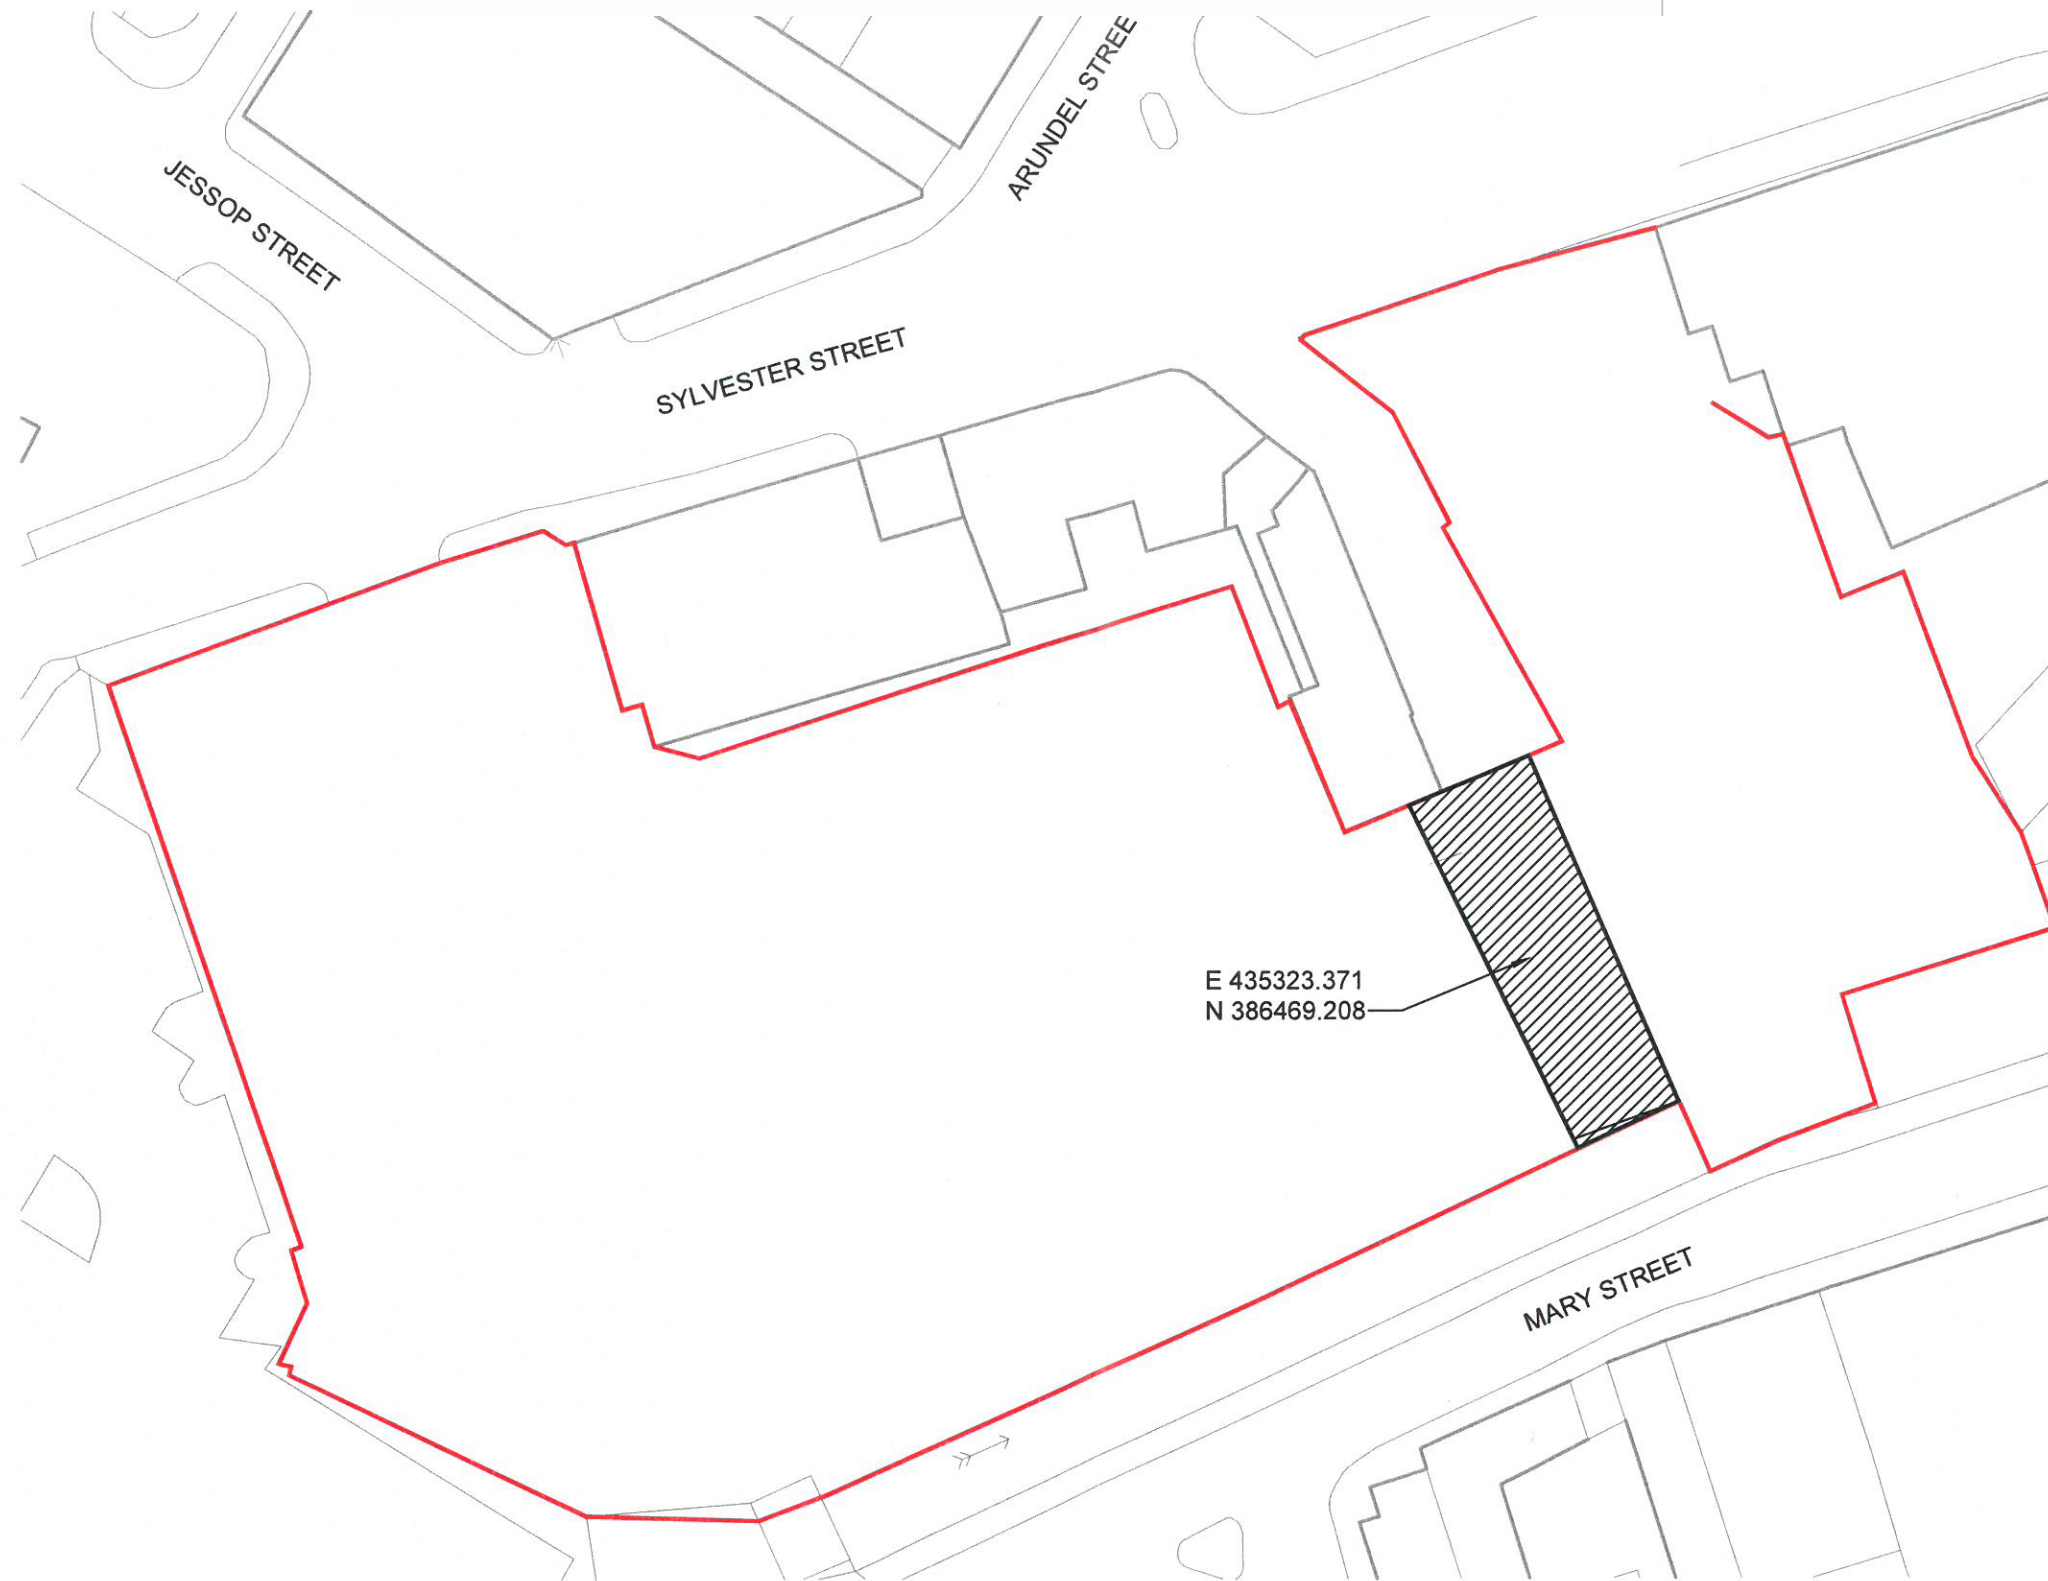 JESSOP STREET
ARUNDEL STREE
SYLVESTER STREET
E 435323.371
N 386469.208
MARY STREET